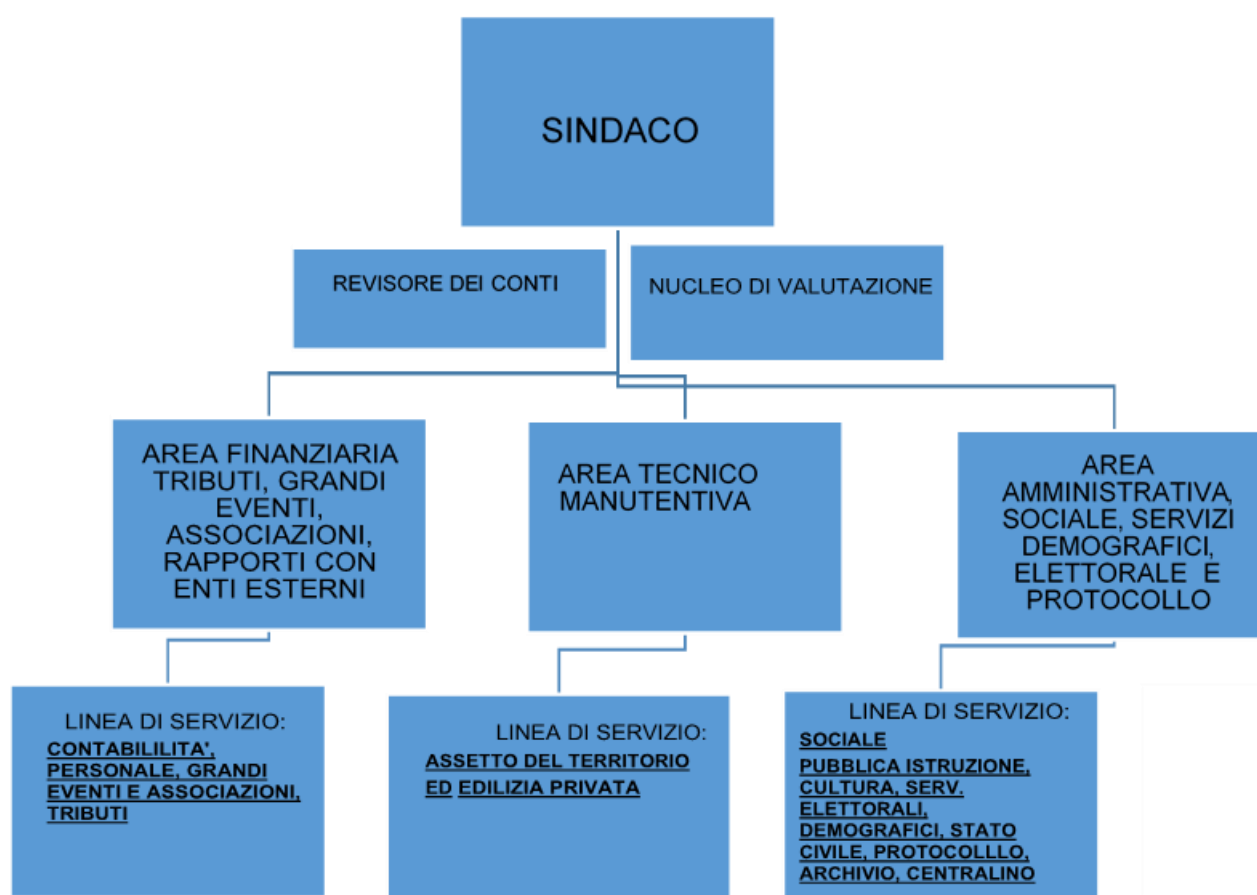 SINDACO
REVISORE DEI CONTI
NUCLEO DI VALUTAZIONE
AREA FINANZIARIA
TRIBUTI, GRANDI
EVENTI,
ASSOCIAZIONI,
RAPPORTI CON
ENTI ESTERNI
AREA TECNICO
MANUTENTIVA
AREA
AMMINISTRATIVA,
SOCIALE, SERVIZI
DEMOGRAFICI,
ELETTORALE E
PROTOCOLLO
LINEA DI SERVIZIO:
CONTABILILITA',
PERSONALE, GRANDI
EVENTI E ASSOCIAZIONI,
TRIBUTI
LINEA DI SERVIZIO:
ASSETTO DEL TERRITORIO
ED EDILIZIA PRIVATA
LINEA DI SERVIZIO:
SOCIALE
PUBBLICA ISTRUZIONE,
CULTURA, SERV.
ELETTORALI,
DEMOGRAFICI, STATO
CIVILE, PROTOCOLLLO,
ARCHIVIO, CENTRALINO